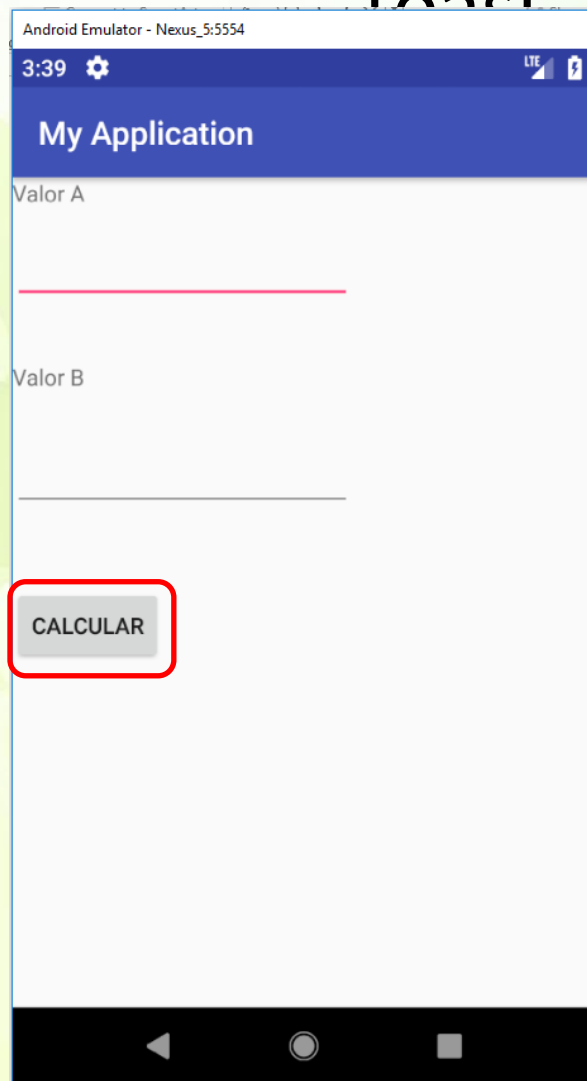 Android Emulator - Nexus_5:5554
3:39
LTE
My Application
Valor A
Valor B
CALCULAR